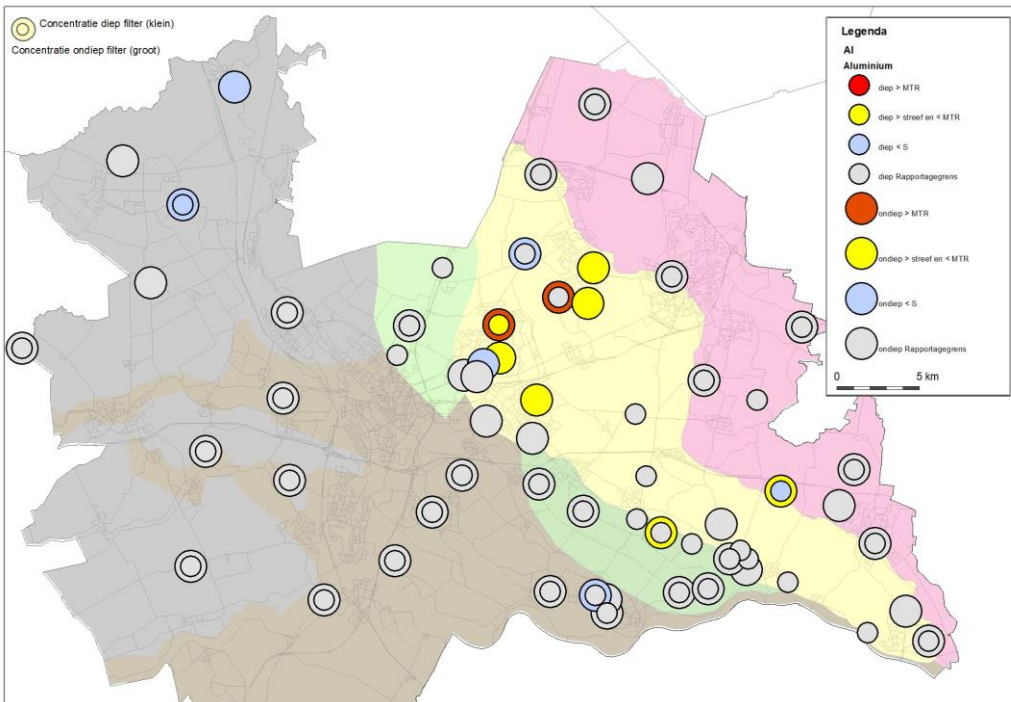 Concentratie diep filter (klein)
Concentratie ondiep filter (groot)
Legenda
Al
Aluminium
diep > MTR
diep > streef en < MTR
diep < S
diep Rapportagegrens
ondiep > MTR
ondiep > streef en < MTR
ondiep < S
ondiep Rapportagegrens
0 5 km